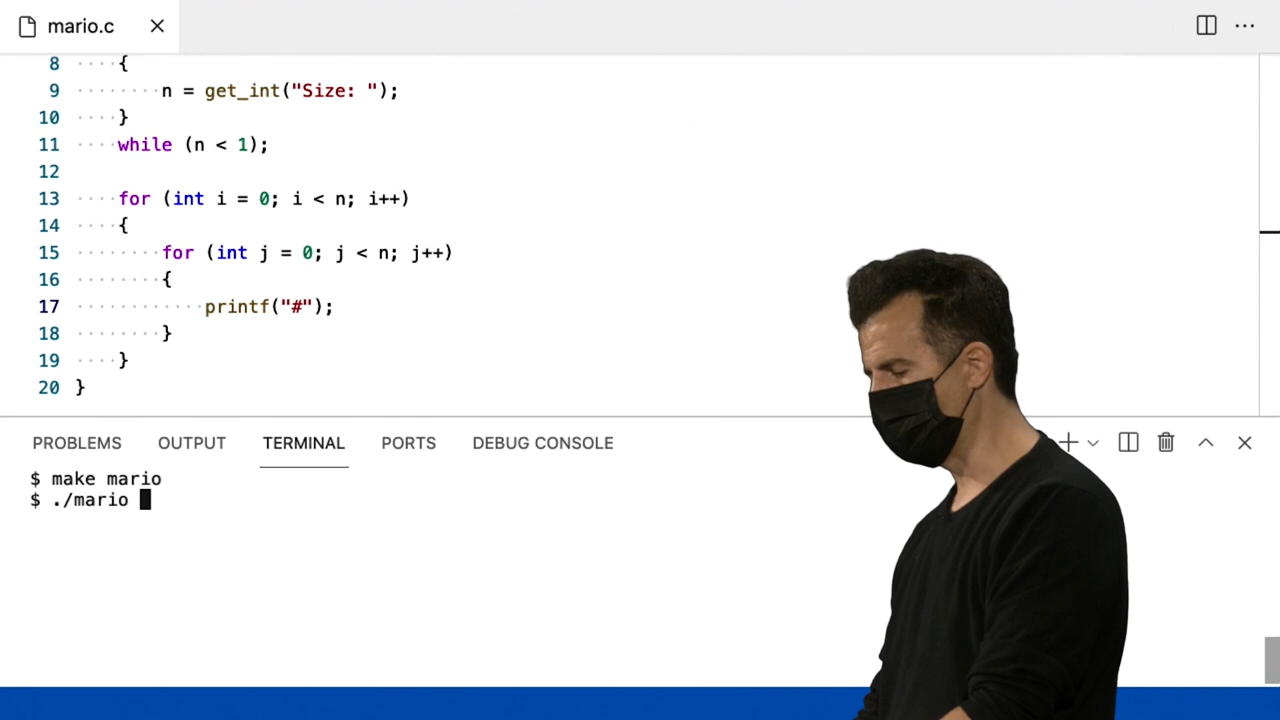 mario.c
8 {
9 n = get_int("Size: ");
10 }
11 while (n < 1);
12
13 for (int i = 0; i < n; i++)
14 {
15 for (int j = 0; j < n; j++)
16 {
17 printf("#");
18 }
19 }
20 }
PROBLEMS OUTPUT TERMINAL PORTS DEBUG CONSOLE
$ make mario
$ ./mario